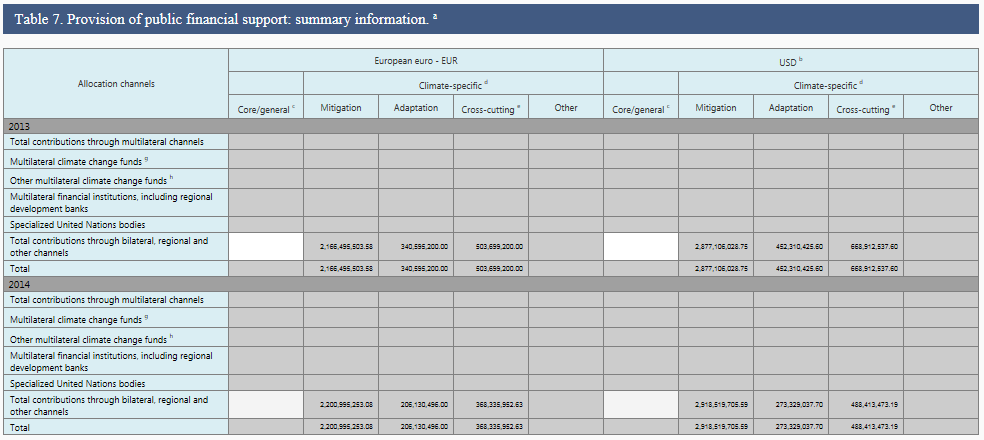 Table 7. Provision of public financial support: summary information. a
European euro - EUR USD b
Allocation channels
Climate-specific d Climate-specific d
Core/general c Mitigation Adaptation Cross-cutting e Other Core/general c Mitigation Adaptation Cross-cutting e Other
2013
Total contributions through multilateral channels
Multilateral climate change funds g
Other multilateral climate change funds h
Multilateral financial institutions, including regional
development banks
Specialized United Nations bodies
Total contributions through bilateral, regional and
other channels
2,166,495,503.58 340,595,200.00 503,699,200.00 2,877,106,028.75 452,310,425.60 668,912,537.60
Total 2,166,495,503.58 340,595,200.00 503,699,200.00 2,877,106,028.75 452,310,425.60 668,912,537.60
2014
Total contributions through multilateral channels
Multilateral climate change funds g
Other multilateral climate change funds h
Multilateral financial institutions, including regional
development banks
Specialized United Nations bodies
Total contributions through bilateral, regional and
other channels
2,200,995,253.08 206,130,496.00 368,335,952.63 2,918,519,705.59 273,329,037.70 488,413,473.19
Total 2,200,995,253.08 206,130,496.00 368,335,952.63 2,918,519,705.59 273,329,037.70 488,413,473.19